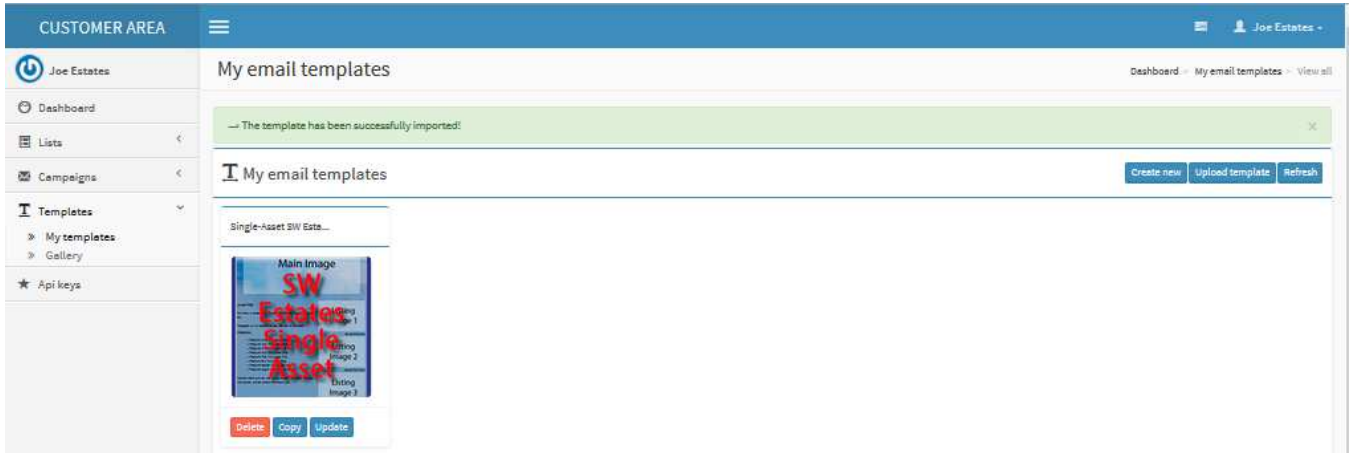 CUSTOMER AREA
Joe Estates
Joe Estates
My email templates
Dashboard > My email templates > View all
Dashboard
→ The template has been successfully imported!
×
Lists
Campaigns
My email templates
Create new Upload template Refresh
Templates
» My templates
» Gallery
Api keys
Single-Asset SW Esta...
Main Image
SW
Estates
Single
Asset
Image 2
Listing
Image 3
Delete Copy Update